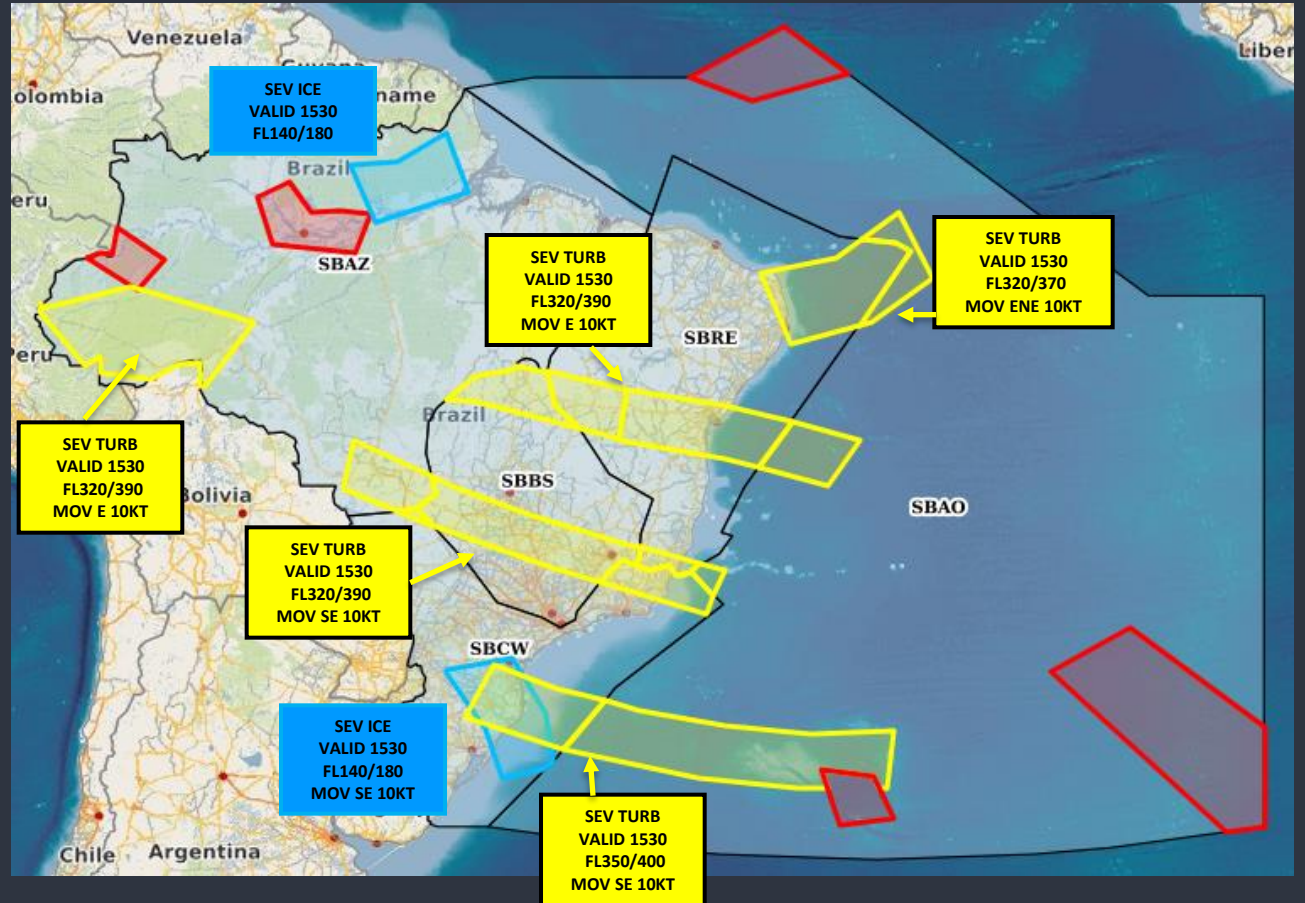 Venezuela
Guyana
Liber
olombia
SEV ICE
VALID 1530
FL140/180
name
Brazil
eru
SBAZ
SEV TURB
VALID 1530
FL320/390
MOV E 10KT
SEV TURB
VALID 1530
FL320/370
MOV ENE 10KT
SBRE
Peru
Brazil
SEV TURB
VALID 1530
FL320/390
MOV E 10KT
Bolivia
SBBS
SBAO
SEV TURB
VALID 1530
FL320/390
MOV SE 10KT
SBCW
SEV ICE
VALID 1530
FL140/180
MOV SE 10KT
SEV TURB
VALID 1530
FL350/400
MOV SE 10KT
Chile
Argentina